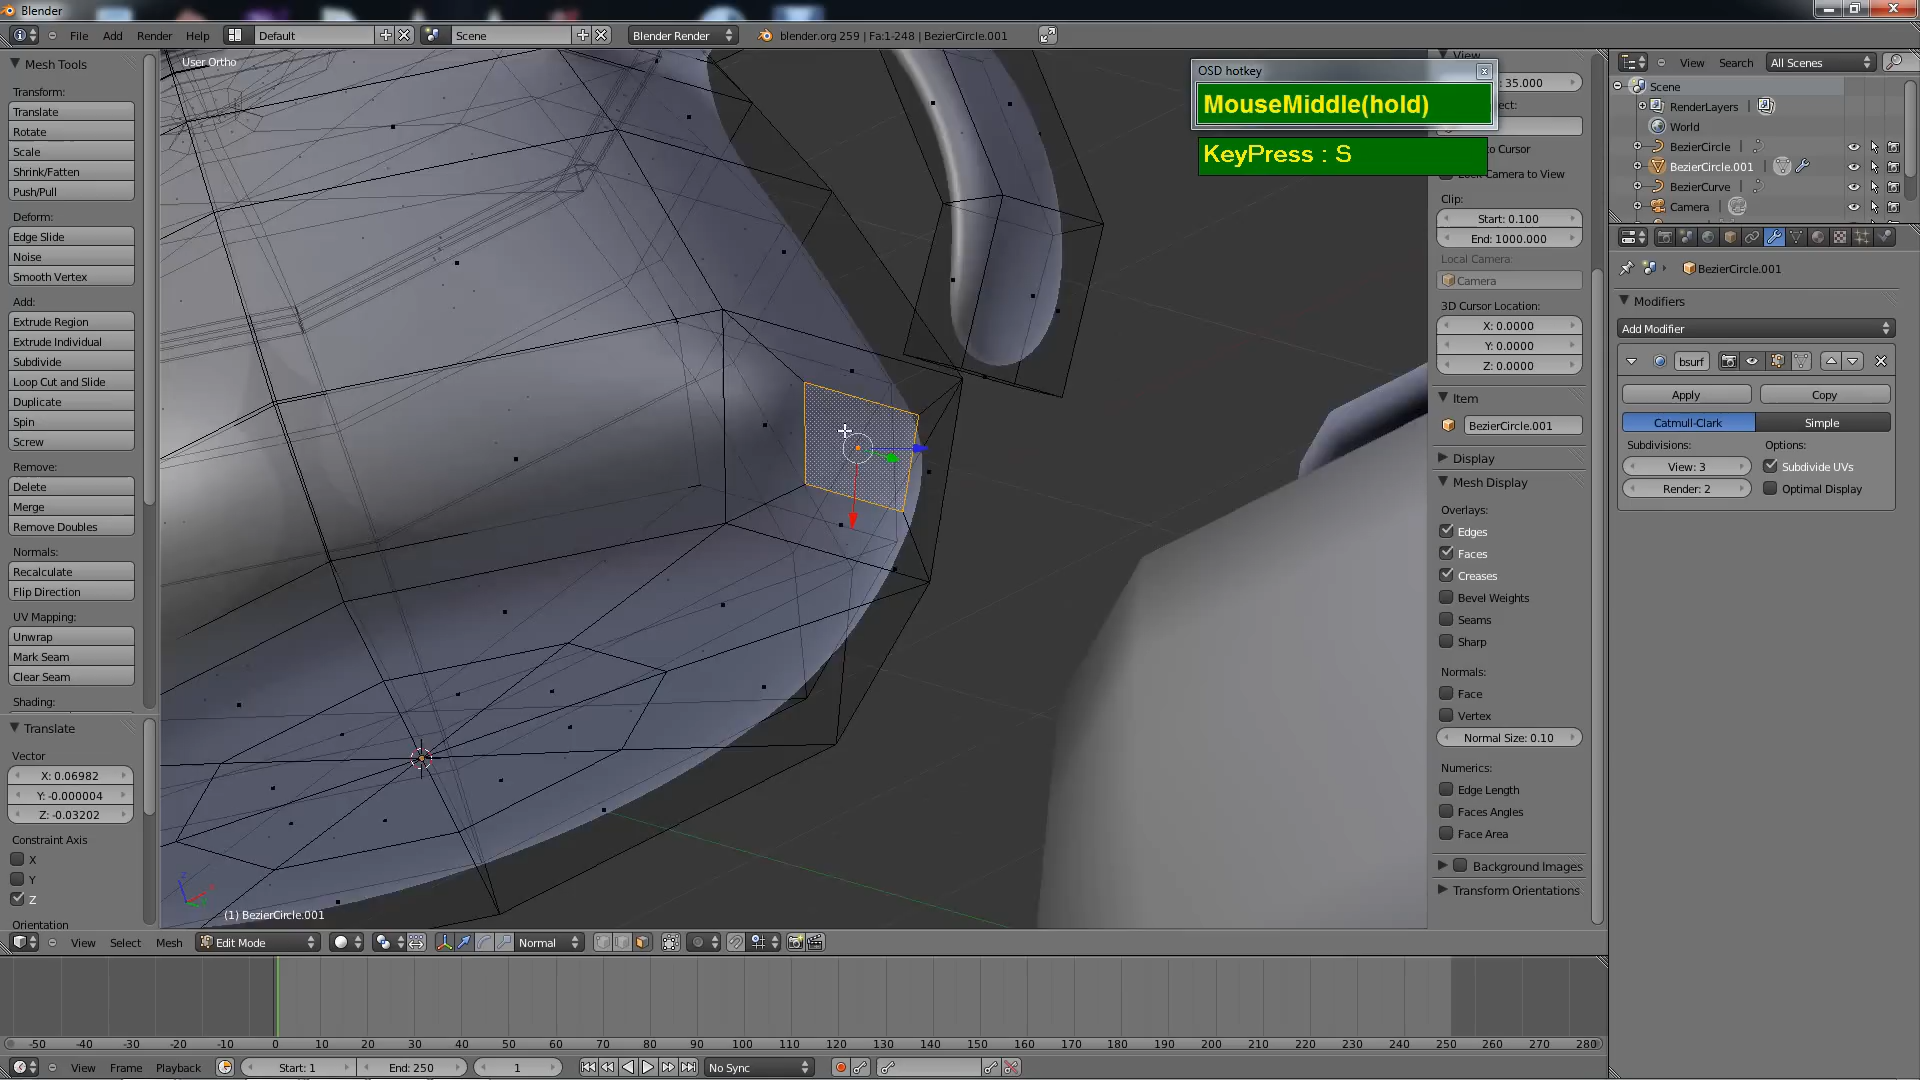 Blender
File Add Render Help Default Scene Blender Render blender.org 259 | Fa:1-248 | BezierCircle.001
Mesh Tools
Transform:
Translate
Rotate
Scale
Shrink/Fatten
Push/Pull
Deform:
Edge Slide
Noise
Smooth Vertex
Add:
Extrude Region
Extrude Individual
Subdivide
Loop Cut and Slide
Duplicate
Spin
Screw
Remove:
Delete
Merge
Remove Doubles
Normals:
Recalculate
Flip Direction
UV Mapping:
Unwrap
Mark Seam
Clear Seam
Shading:
Translate
Vector
X: 0.06982
Y: -0.000004
Z: -0.03202
Constraint Axis
X
Y
Z
Orientation
User Ortho
(1) BezierCircle.001
OSD hotkey
MouseMiddle(hold)
KeyPress : S
View
35.000
to Cursor
Lock Camera to View
Clip:
Start: 0.100
End: 1000.000
Local Camera:
Camera
3D Cursor Location:
X: 0.0000
Y: 0.0000
Z: 0.0000
Item
BezierCircle.001
Display
Mesh Display
Overlays:
Edges
Faces
Creases
Bevel Weights
Seams
Sharp
Normals:
Face
Vertex
Normal Size: 0.10
Numerics:
Edge Length
Faces Angles
Face Area
Background Images
Transform Orientations
View Search All Scenes
Scene
RenderLayers
World
BezierCircle
BezierCircle.001
BezierCurve
Camera
BezierCircle.001
Modifiers
Add Modifier
bsurf
Apply Copy
Catmull-Clark Simple
Subdivisions: Options:
View: 3 Subdivide UVs
Render: 2 Optimal Display
View Select Mesh Edit Mode Normal
-50 -40 -30 -20 -10 0 10 20 30 40 50 60 70 80 90 100 110 120 130 140 150 160 170 180 190 200 210 220 230 240 250 260 270 280
View Frame Playback Start: 1 End: 250 1 No Sync